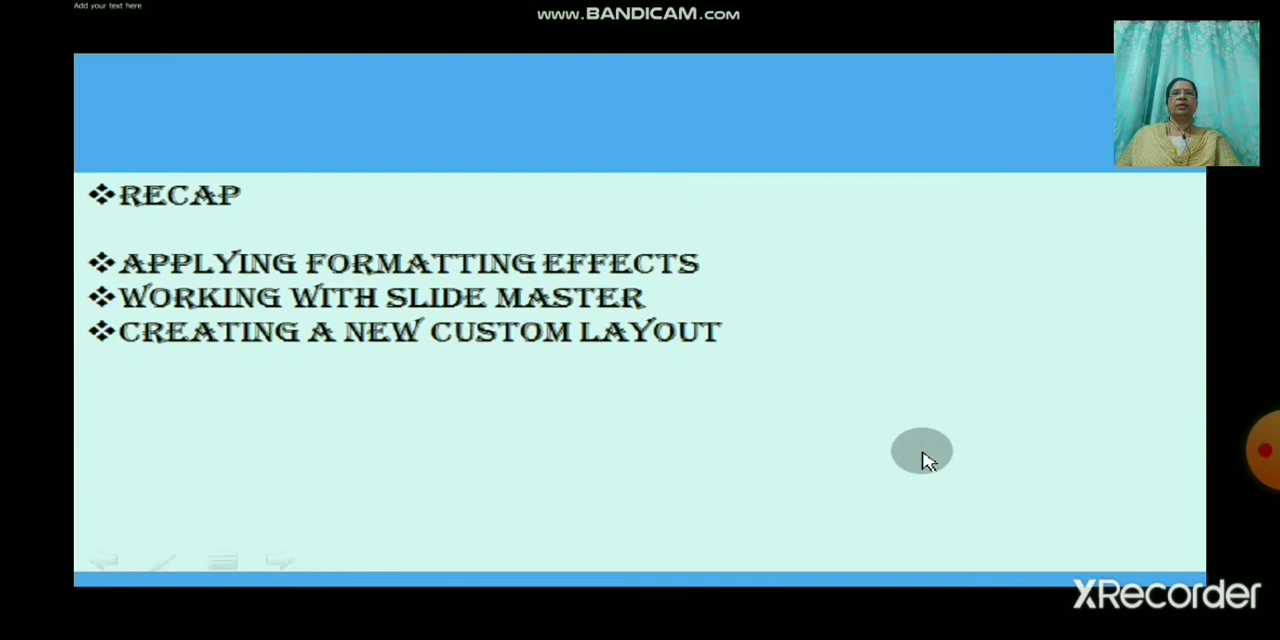 Add your text here
www.BANDICAM.com
❖RECAP
❖APPLYING FORMATTING EFFECTS
❖WORKING WITH SLIDE MASTER
❖CREATING A NEW CUSTOM LAYOUT
XRecorder